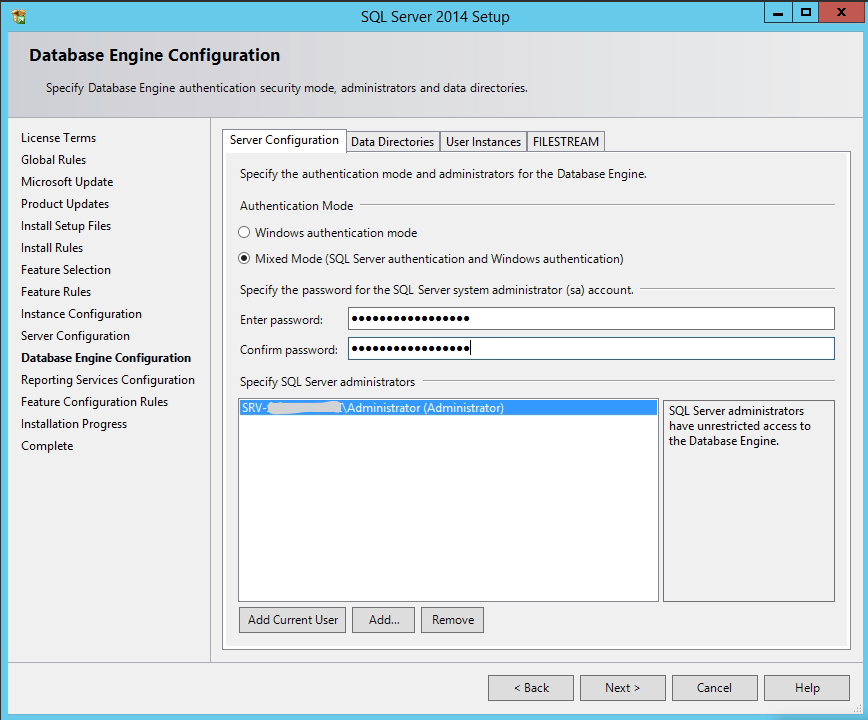 SQL Server 2014 Setup
Database Engine Configuration
Specify Database Engine authentication security mode, administrators and data directories.
License Terms
Global Rules
Microsoft Update
Product Updates
Install Setup Files
Install Rules
Feature Selection
Feature Rules
Instance Configuration
Server Configuration
Database Engine Configuration
Reporting Services Configuration
Feature Configuration Rules
Installation Progress
Complete
Server Configuration Data Directories User Instances FILESTREAM
Specify the authentication mode and administrators for the Database Engine.
Authentication Mode
Windows authentication mode
Mixed Mode (SQL Server authentication and Windows authentication)
Specify the password for the SQL Server system administrator (sa) account.
Enter password: ●●●●●●●●●●●●●●●●●
Confirm password: ●●●●●●●●●●●●●●●●●
Specify SQL Server administrators
SRV- \Administrator (Administrator)
SQL Server administrators
have unrestricted access to
the Database Engine.
Add Current User Add... Remove
< Back Next > Cancel Help